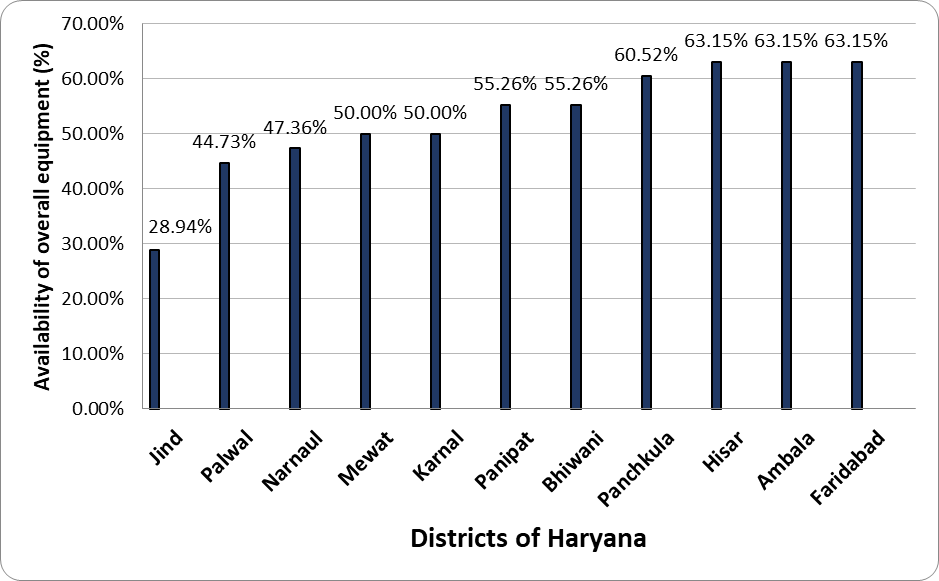 Availability of overall equipment (%)
70.00%
60.00%
50.00%
40.00%
30.00%
20.00%
10.00%
0.00%
28.94%
44.73%
47.36%
50.00%
50.00%
55.26%
55.26%
60.52%
63.15%
63.15%
63.15%
Jind
Palwal
Narnaul
Mewat
Karnal
Panipat
Bhiwani
Panchkula
Hisar
Ambala
Faridabad
Districts of Haryana